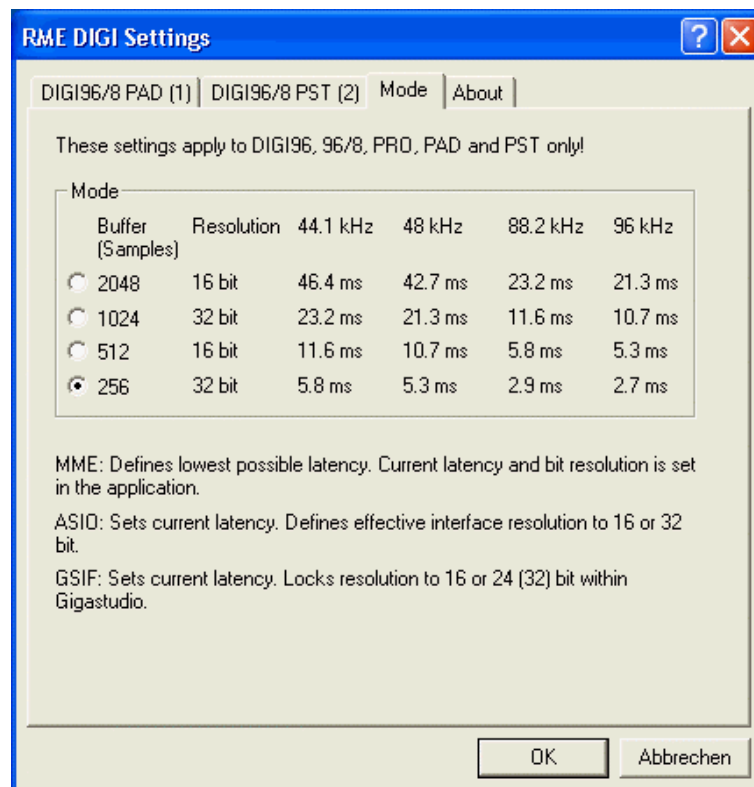 RME DIGI Settings
DIGI96/8 PAD (1) DIGI96/8 PST (2) Mode About
These settings apply to DIGI96, 96/8, PRO, PAD and PST only!
Mode
Buffer (Samples) Resolution 44.1 kHz 48 kHz 88.2 kHz 96 kHz
2048 16 bit 46.4 ms 42.7 ms 23.2 ms 21.3 ms
1024 32 bit 23.2 ms 21.3 ms 11.6 ms 10.7 ms
512 16 bit 11.6 ms 10.7 ms 5.8 ms 5.3 ms
256 32 bit 5.8 ms 5.3 ms 2.9 ms 2.7 ms
MME: Defines lowest possible latency. Current latency and bit resolution is set
in the application.
ASIO: Sets current latency. Defines effective interface resolution to 16 or 32
bit.
GSIF: Sets current latency. Locks resolution to 16 or 24 (32) bit within
Gigastudio.
OK Abbrechen